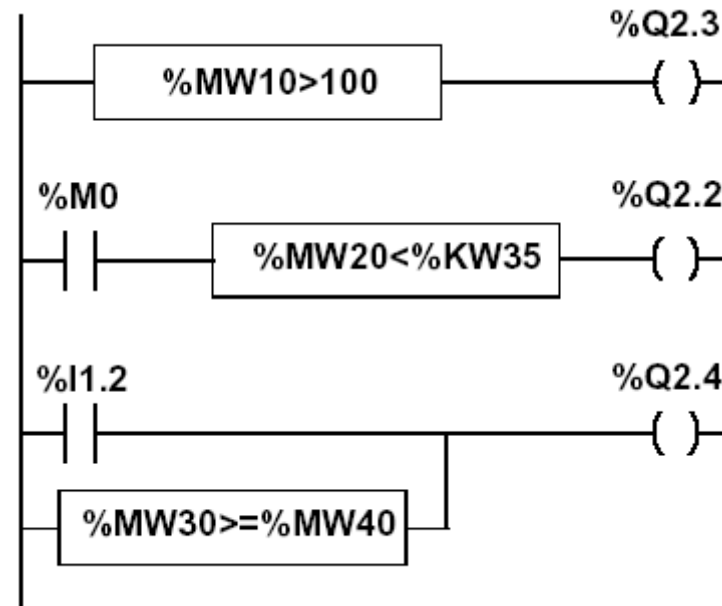 %Q2.3
%MW10>100
( )
%M0
%Q2.2
%MW20<%KW35
( )
%I1.2
%Q2.4
( )
%MW30>=%MW40